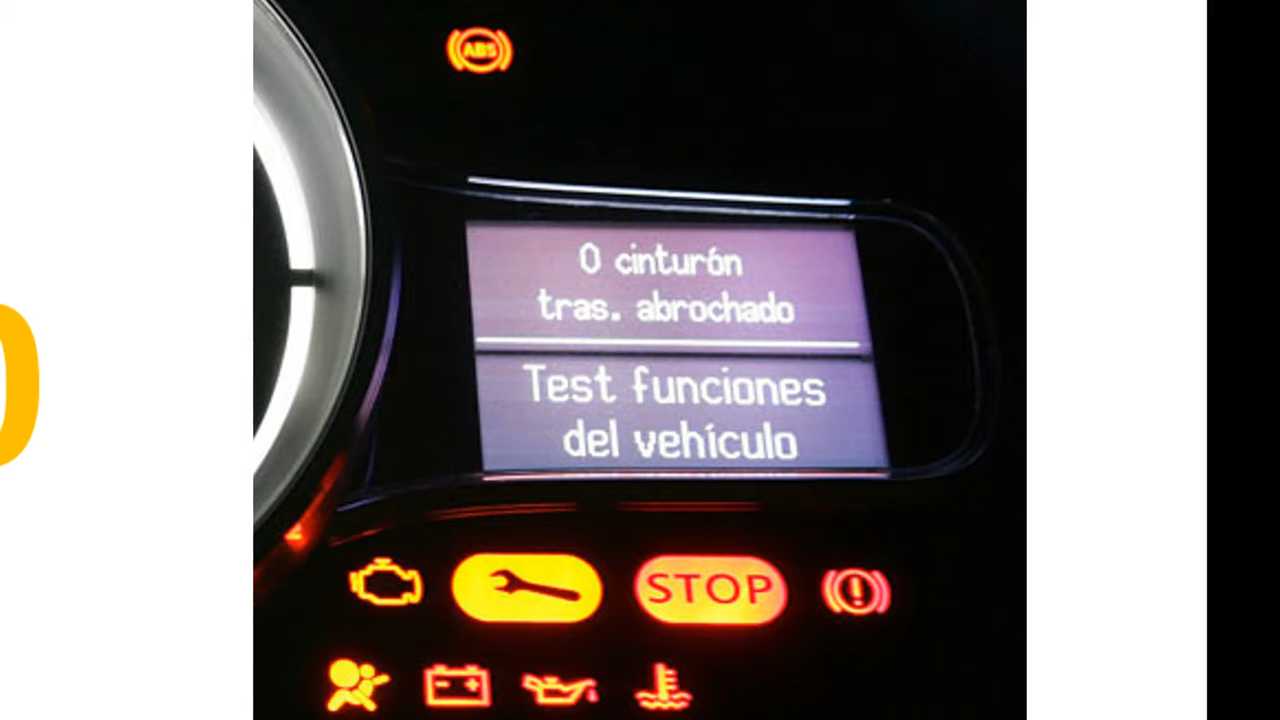 ABS
0 cinturón
tras. abrochado
Test funciones
del vehículo
STOP